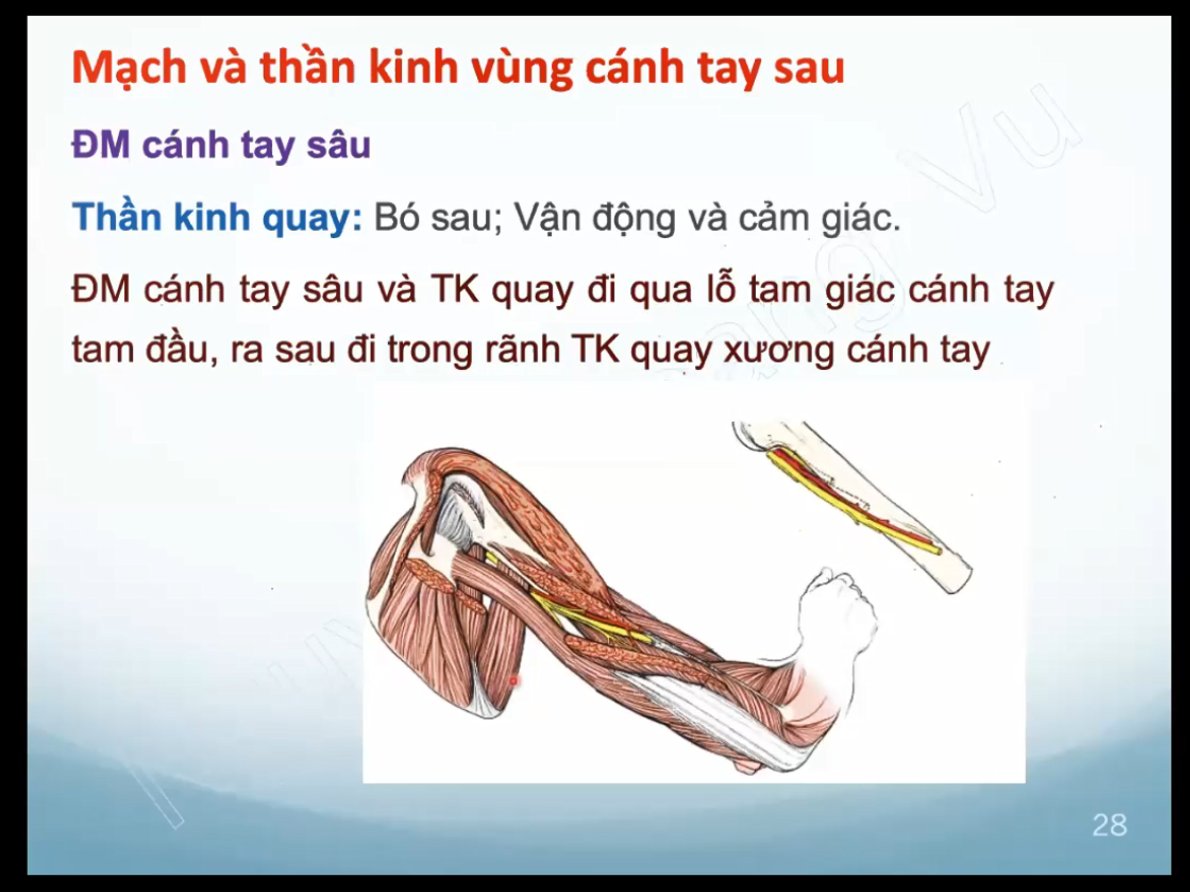 Mạch và thần kinh vùng cánh tay sau
ĐM cánh tay sâu
Thần kinh quay: Bó sau; Vận động và cảm giác.
ĐM cánh tay sâu và TK quay đi qua lỗ tam giác cánh tay
tam đầu, ra sau đi trong rãnh TK quay xương cánh tay
28